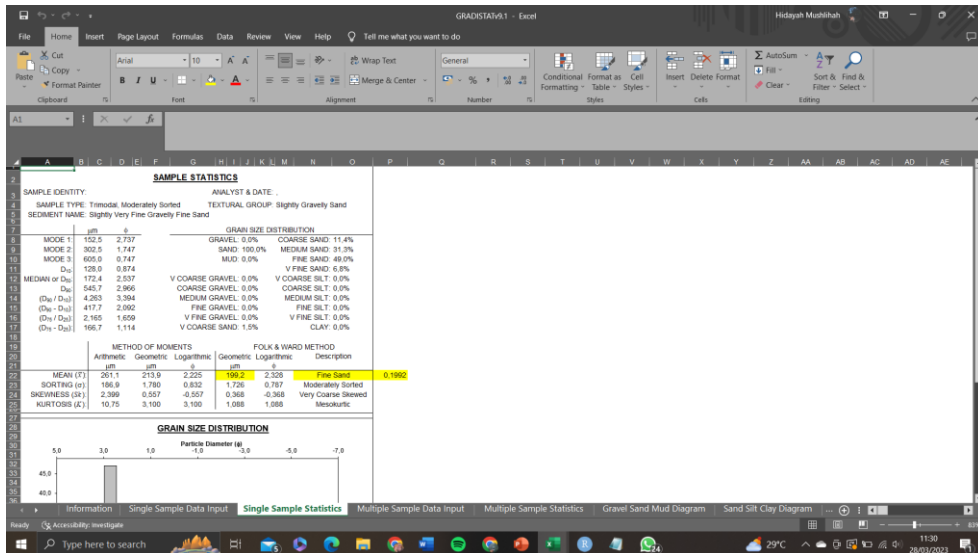 GRADISTATv9.1 - Excel
Hidayah Mushlihah
File Home Insert Page Layout Formulas Data Review View Help Tell me what you want to do
Paste
Cut
Copy
Format Painter
Clipboard
Arial 10
B I U
Font
Wrap Text
Merge & Center
Alignment
General
Number
Conditional Formatting
Format as Table
Cell Styles
Styles
Insert Delete Format
Cells
AutoSum
Fill
Clear
Sort & Filter
Find & Select
Editing
A1
fx
A B C D E F G H I J K L M N O P Q R S T U V W X Y Z AA AB AC AD AE
SAMPLE STATISTICS
SAMPLE IDENTITY: ANALYST & DATE: ,
SAMPLE TYPE: Trimodal, Moderately Sorted TEXTURAL GROUP: Slightly Gravelly Sand
SEDIMENT NAME: Slightly Very Fine Gravelly Fine Sand
µm ϕ GRAIN SIZE DISTRIBUTION
MODE 1: 152,5 2,737 GRAVEL: 0,0% COARSE SAND: 11,4%
MODE 2: 302,5 1,747 SAND: 100,0% MEDIUM SAND: 31,3%
MODE 3: 605,0 0,747 MUD: 0,0% FINE SAND: 49,0%
D10: 128,0 0,874 V FINE SAND: 6,8%
MEDIAN or D50: 172,4 2,537 V COARSE GRAVEL: 0,0% V COARSE SILT: 0,0%
D90: 545,7 2,966 COARSE GRAVEL: 0,0% COARSE SILT: 0,0%
(D90 / D10): 4,263 3,394 MEDIUM GRAVEL: 0,0% MEDIUM SILT: 0,0%
(D90 - D10): 417,7 2,092 FINE GRAVEL: 0,0% FINE SILT: 0,0%
(D75 / D25): 2,165 1,659 V FINE GRAVEL: 0,0% V FINE SILT: 0,0%
(D75 - D25): 166,7 1,114 V COARSE SAND: 1,5% CLAY: 0,0%
METHOD OF MOMENTS FOLK & WARD METHOD
Arithmetic Geometric Logarithmic Geometric Logarithmic Description
µm µm ϕ µm ϕ
MEAN (x̄): 261,1 213,9 2,225 199,2 2,328 Fine Sand 0,1992
SORTING (σ): 186,9 1,780 0,832 1,726 0,787 Moderately Sorted
SKEWNESS (Sk): 2,399 0,557 -0,557 0,368 -0,368 Very Coarse Skewed
KURTOSIS (K): 10,75 3,100 3,100 1,088 1,088 Mesokurtic
GRAIN SIZE DISTRIBUTION
Particle Diameter (ϕ)
5,0 3,0 1,0 -1,0 -3,0 -5,0 -7,0
45,0
40,0
Information Single Sample Data Input Single Sample Statistics Multiple Sample Data Input Multiple Sample Statistics Gravel Sand Mud Diagram Sand Silt Clay Diagram ...
Ready Accessibility: Investigate
Type here to search
29°C
11:30
28/03/2023